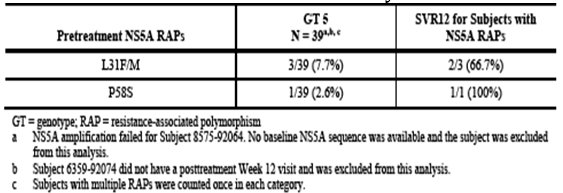 Pretreatment NS5A RAPs GT 5 N = 39a,b, c SVR12 for Subjects with NS5A RAPs
L31F/M 3/39 (7.7%) 2/3 (66.7%)
P58S 1/39 (2.6%) 1/1 (100%)
GT = genotype; RAP = resistance-associated polymorphism
a NS5A amplification failed for Subject 8575-92064. No baseline NS5A sequence was available and the subject was excluded
from this analysis.
b Subject 6359-92074 did not have a posttreatment Week 12 visit and was excluded from this analysis.
c Subjects with multiple RAPs were counted once in each category.